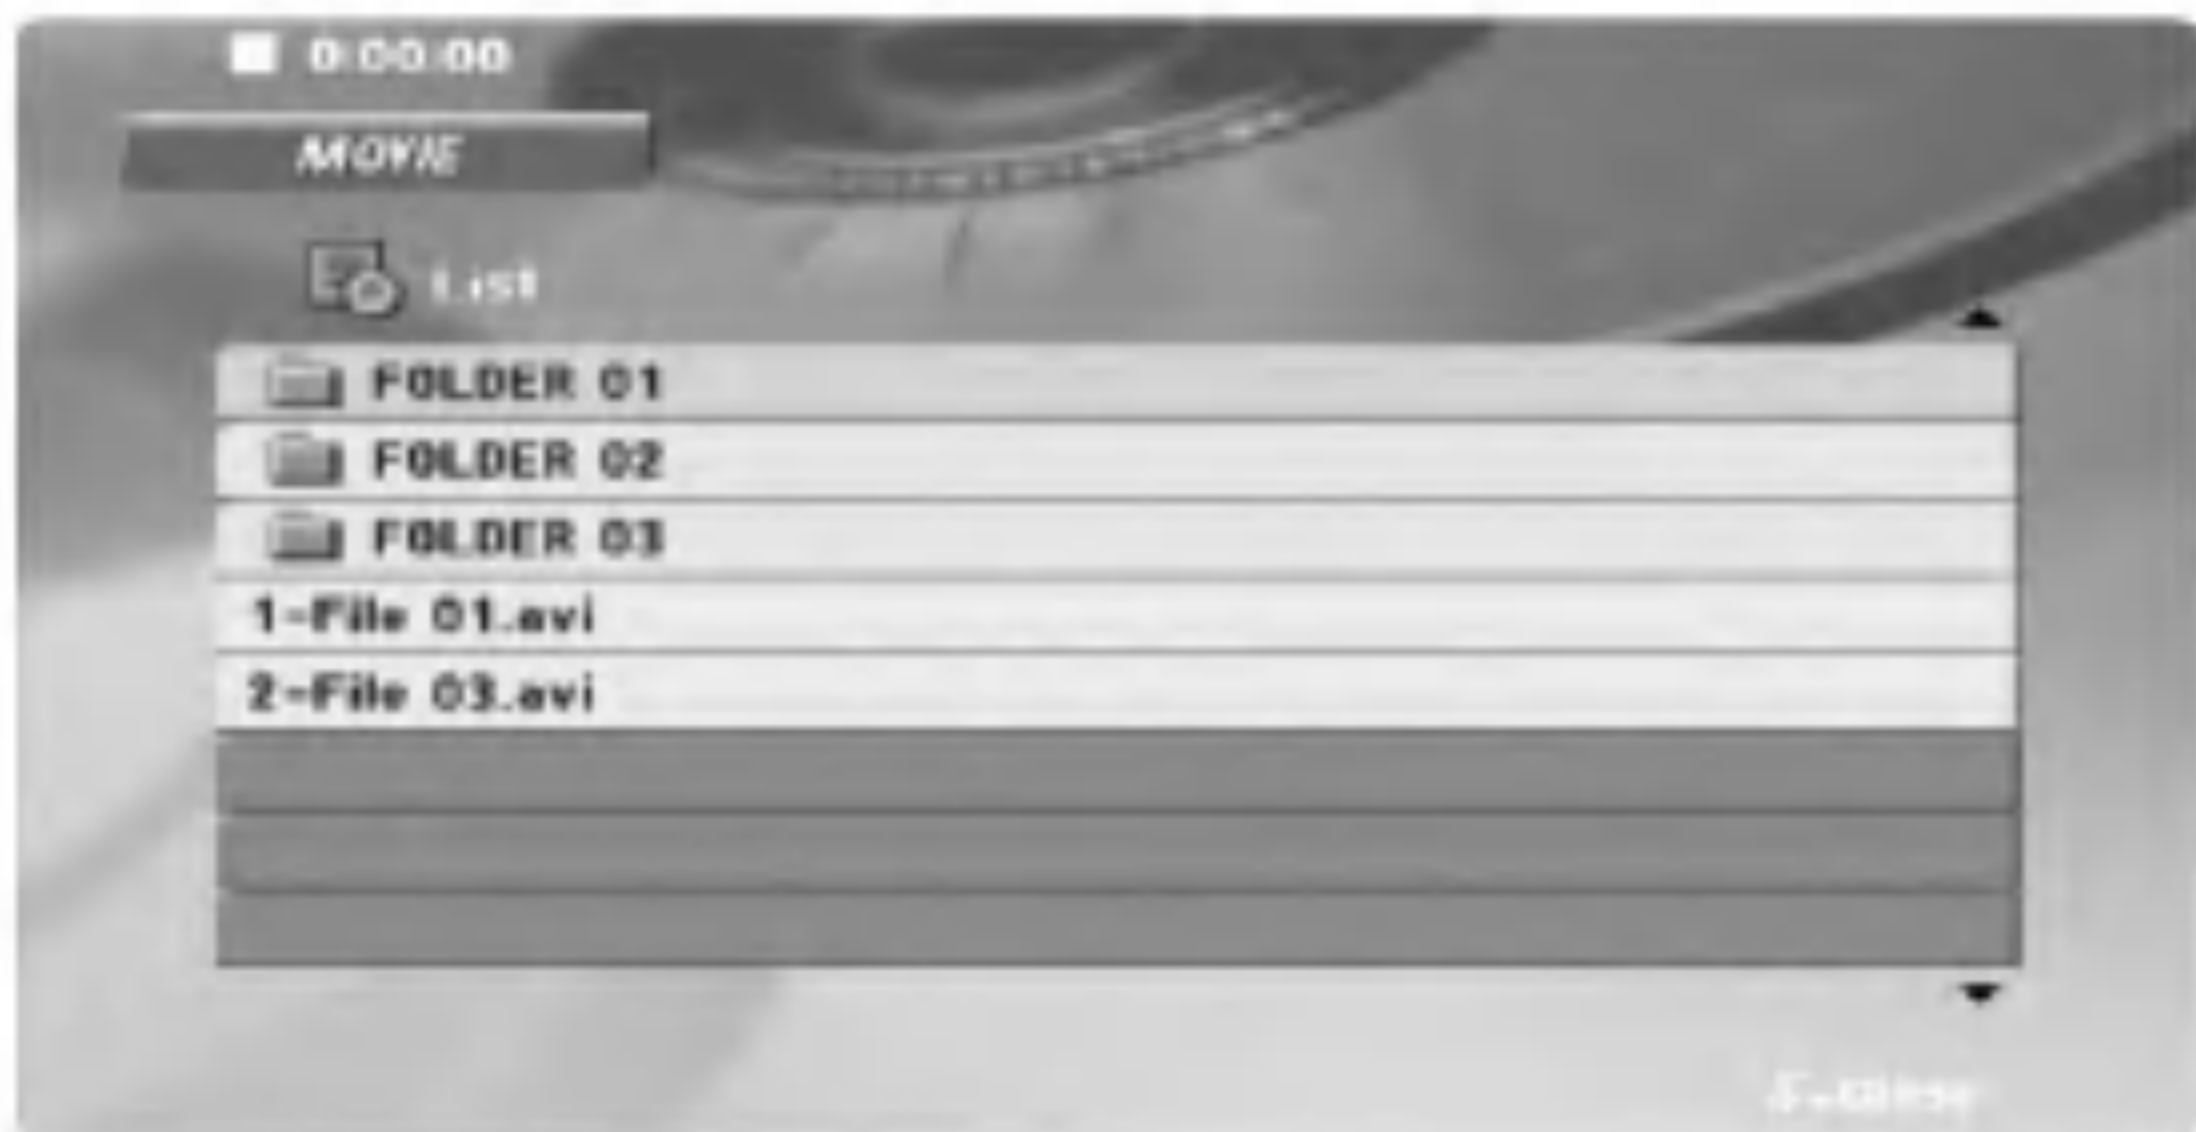 0:00:00
MOVIE
List
FOLDER 01
FOLDER 02
FOLDER 03
1-File 01.avi
2-File 03.avi